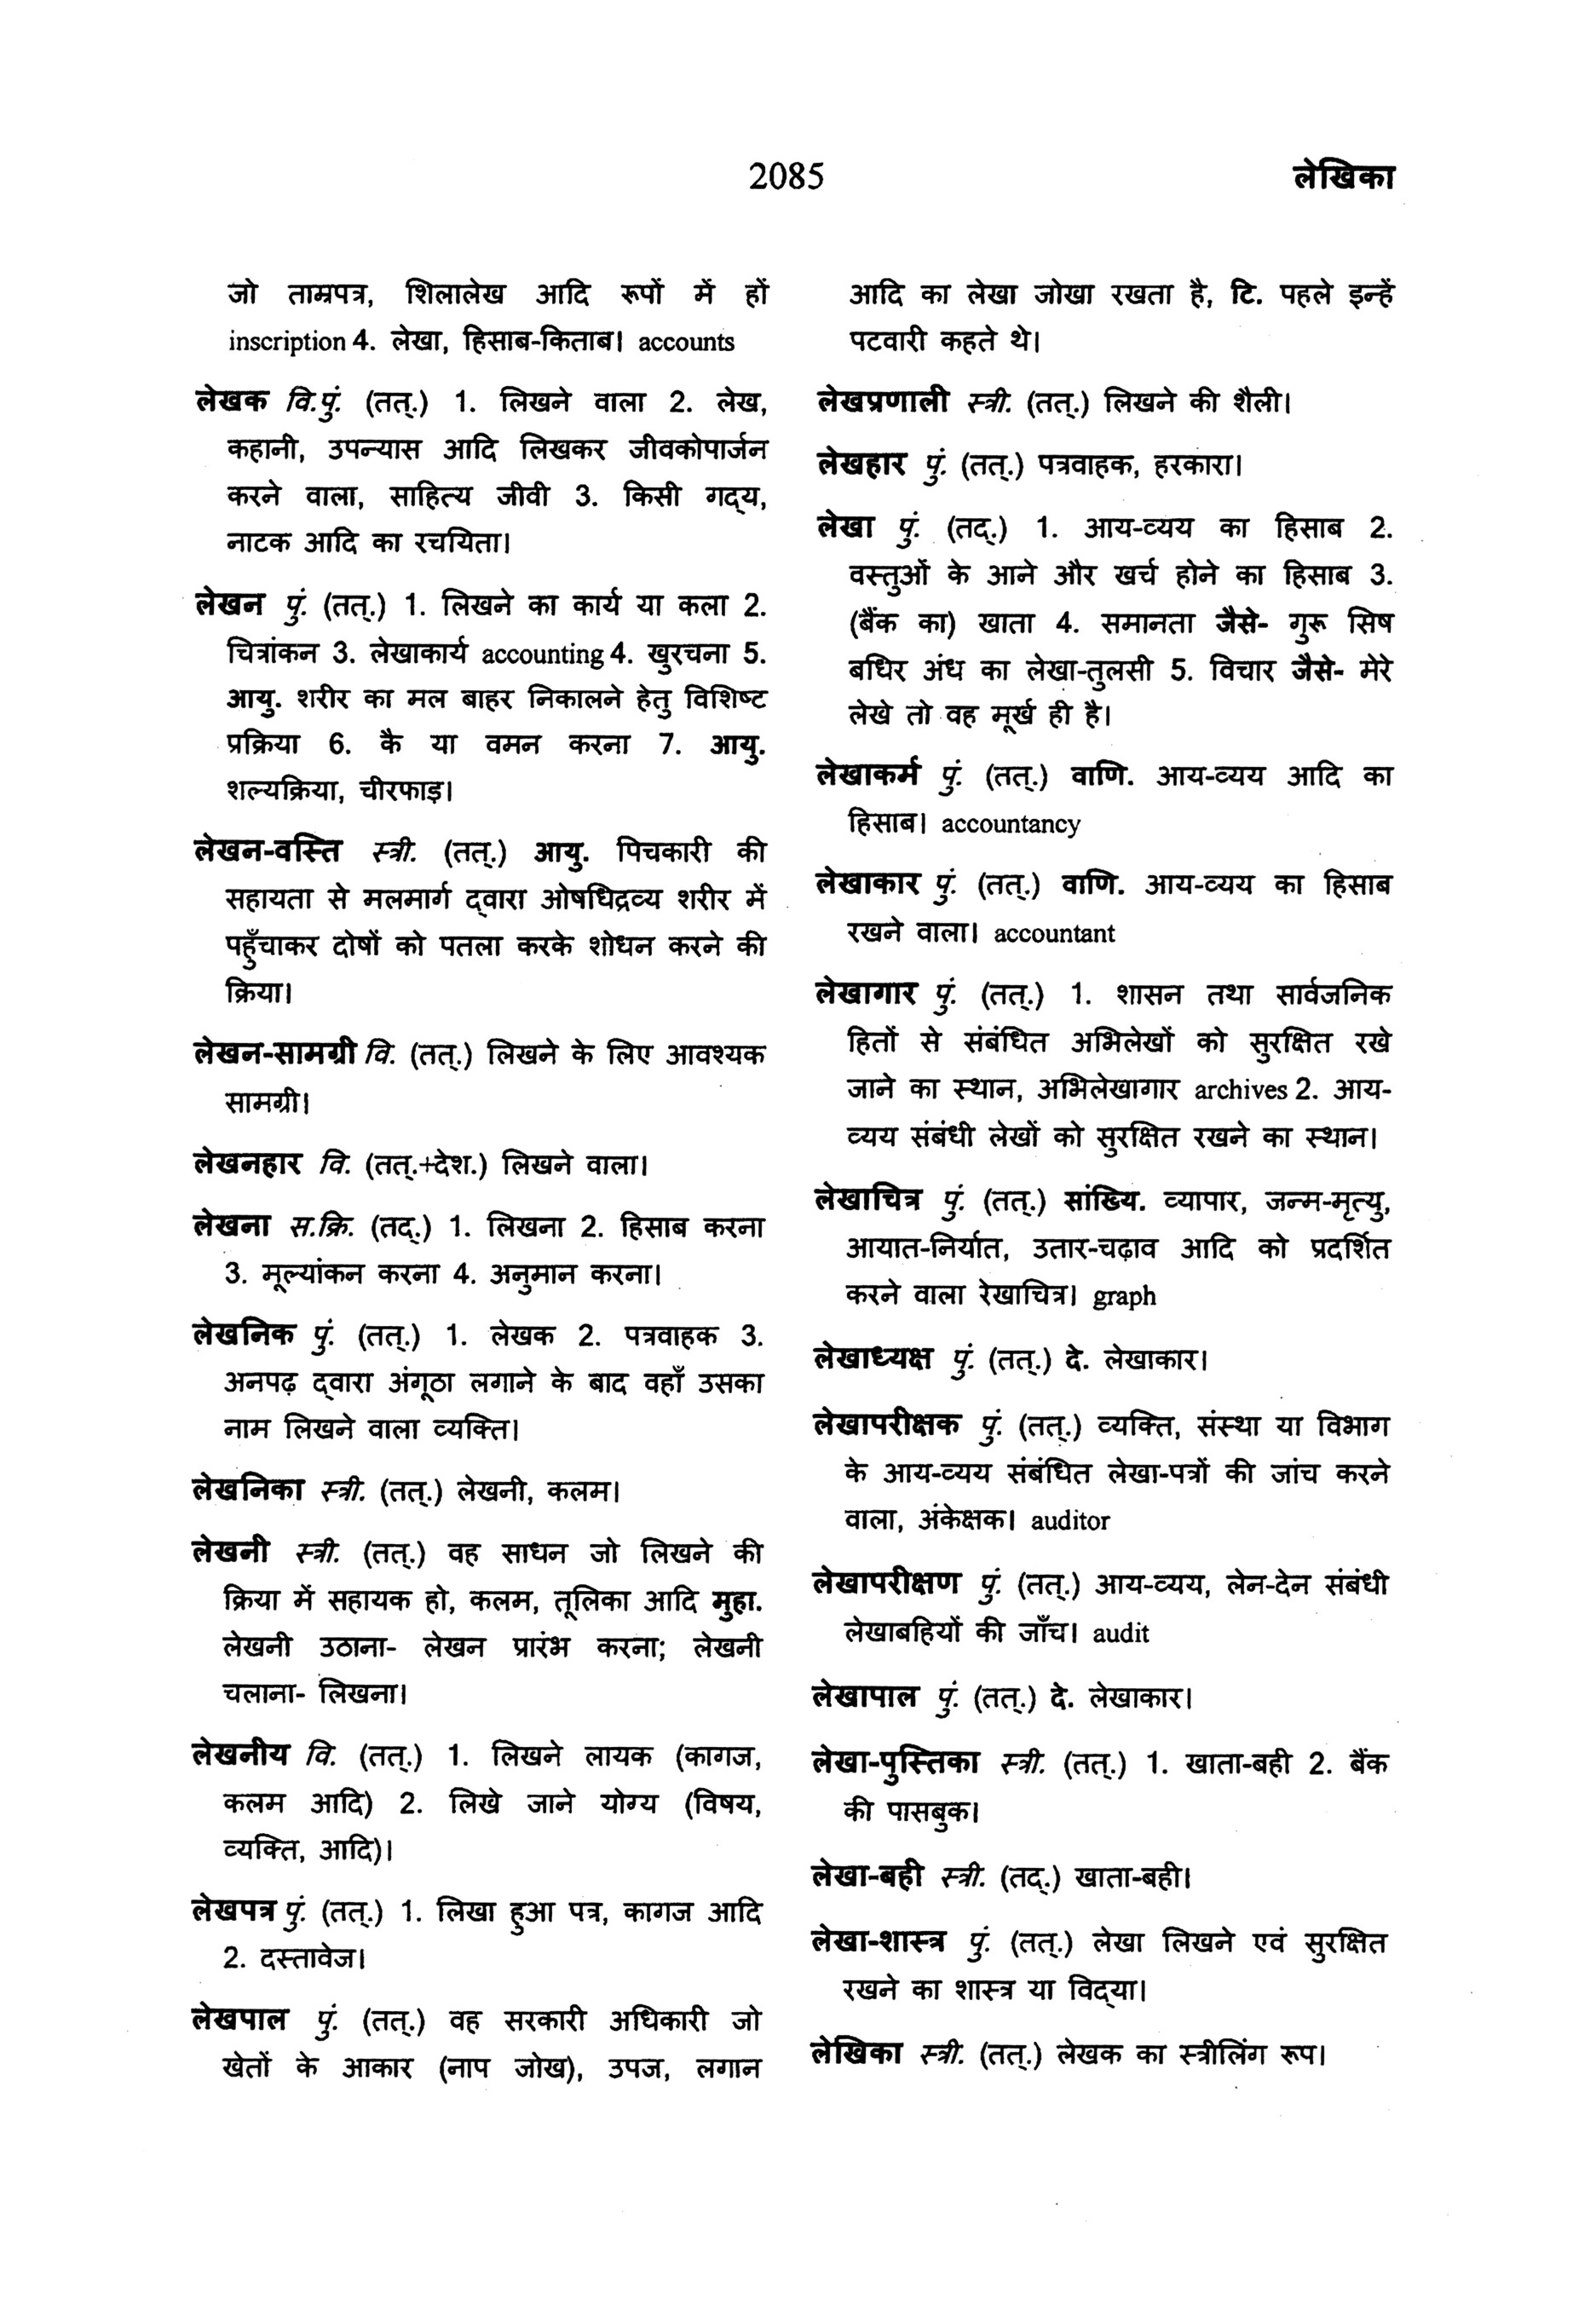 2085
लेखिका
जो ताम्रपत्र, शिलालेख आदि रूपों में हों
inscription 4. लेखा, हिसाब-किताब। accounts
लेखक वि.पुं. (तत्.) 1. लिखने वाला 2. लेख,
कहानी, उपन्यास आदि लिखकर जीवकोपार्जन
करने वाला, साहित्य जीवी 3. किसी गद्‌य,
नाटक आदि का रचयिता।
लेखन पुं. (तत्.) 1. लिखने का कार्य या कला 2.
चित्रांकन 3. लेखाकार्य accounting 4. खुरचना 5.
आयु. शरीर का मल बाहर निकालने हेतु विशिष्ट
प्रक्रिया 6. कै या वमन करना 7. आयु.
शल्यक्रिया, चीरफाड़।
लेखन-वस्ति स्त्री. (तत्.) आयु. पिचकारी की
सहायता से मलमार्ग द्‌वारा ओषधिद्रव्य शरीर में
पहुँचाकर दोषों को पतला करके शोधन करने की
क्रिया।
लेखन-सामग्री वि. (तत्.) लिखने के लिए आवश्यक
सामग्री।
लेखनहार वि. (तत्.+देश.) लिखने वाला।
लेखना स.क्रि. (तद्.) 1. लिखना 2. हिसाब करना
3. मूल्यांकन करना 4. अनुमान करना।
लेखनिक पुं. (तत्.) 1. लेखक 2. पत्रवाहक 3.
अनपढ़ द्‌वारा अंगूठा लगाने के बाद वहाँ उसका
नाम लिखने वाला व्यक्ति।
लेखनिका स्त्री. (तत्.) लेखनी, कलम।
लेखनी स्त्री. (तत्.) वह साधन जो लिखने की
क्रिया में सहायक हो, कलम, तूलिका आदि मुहा.
लेखनी उठाना- लेखन प्रारंभ करना; लेखनी
चलाना- लिखना।
लेखनीय वि. (तत्.) 1. लिखने लायक (कागज,
कलम आदि) 2. लिखे जाने योग्य (विषय,
व्यक्ति, आदि)।
लेखपत्र पुं. (तत्.) 1. लिखा हुआ पत्र, कागज आदि
2. दस्तावेज।
लेखपाल पुं. (तत्.) वह सरकारी अधिकारी जो
खेतों के आकार (नाप जोख), उपज, लगान
आदि का लेखा जोखा रखता है, टि. पहले इन्हें
पटवारी कहते थे।
लेखप्रणाली स्त्री. (तत्.) लिखने की शैली।
लेखहार पुं. (तत्.) पत्रवाहक, हरकारा।
लेखा पुं. (तद्.) 1. आय-व्यय का हिसाब 2.
वस्तुओं के आने और खर्च होने का हिसाब 3.
(बैंक का) खाता 4. समानता जैसे- गुरू सिष
बधिर अंध का लेखा-तुलसी 5. विचार जैसे- मेरे
लेखे तो वह मूर्ख ही है।
लेखाकर्म पुं. (तत्.) वाणि. आय-व्यय आदि का
हिसाब। accountancy
लेखाकार पुं. (तत्.) वाणि. आय-व्यय का हिसाब
रखने वाला। accountant
लेखागार पुं. (तत्.) 1. शासन तथा सार्वजनिक
हितों से संबंधित अभिलेखों को सुरक्षित रखे
जाने का स्थान, अभिलेखागार archives 2. आय-
व्यय संबंधी लेखों को सुरक्षित रखने का स्थान।
लेखाचित्र पुं. (तत्.) सांख्यि. व्यापार, जन्म-मृत्यु,
आयात-निर्यात, उतार-चढ़ाव आदि को प्रदर्शित
करने वाला रेखाचित्र। graph
लेखाध्यक्ष पुं. (तत्.) दे. लेखाकार।
लेखापरीक्षक पुं. (तत्.) व्यक्ति, संस्था या विभाग
के आय-व्यय संबंधित लेखा-पत्रों की जांच करने
वाला, अंकेक्षक। auditor
लेखापरीक्षण पुं. (तत्.) आय-व्यय, लेन-देन संबंधी
लेखाबहियों की जाँच। audit
लेखापाल पुं. (तत्.) दे. लेखाकार।
लेखा-पुस्तिका स्त्री. (तत्.) 1. खाता-बही 2. बैंक
की पासबुक।
लेखा-बही स्त्री. (तद्.) खाता-बही।
लेखा-शास्त्र पुं. (तत्.) लेखा लिखने एवं सुरक्षित
रखने का शास्त्र या विद्‌या।
लेखिका स्त्री. (तत्.) लेखक का स्त्रीलिंग रूप।